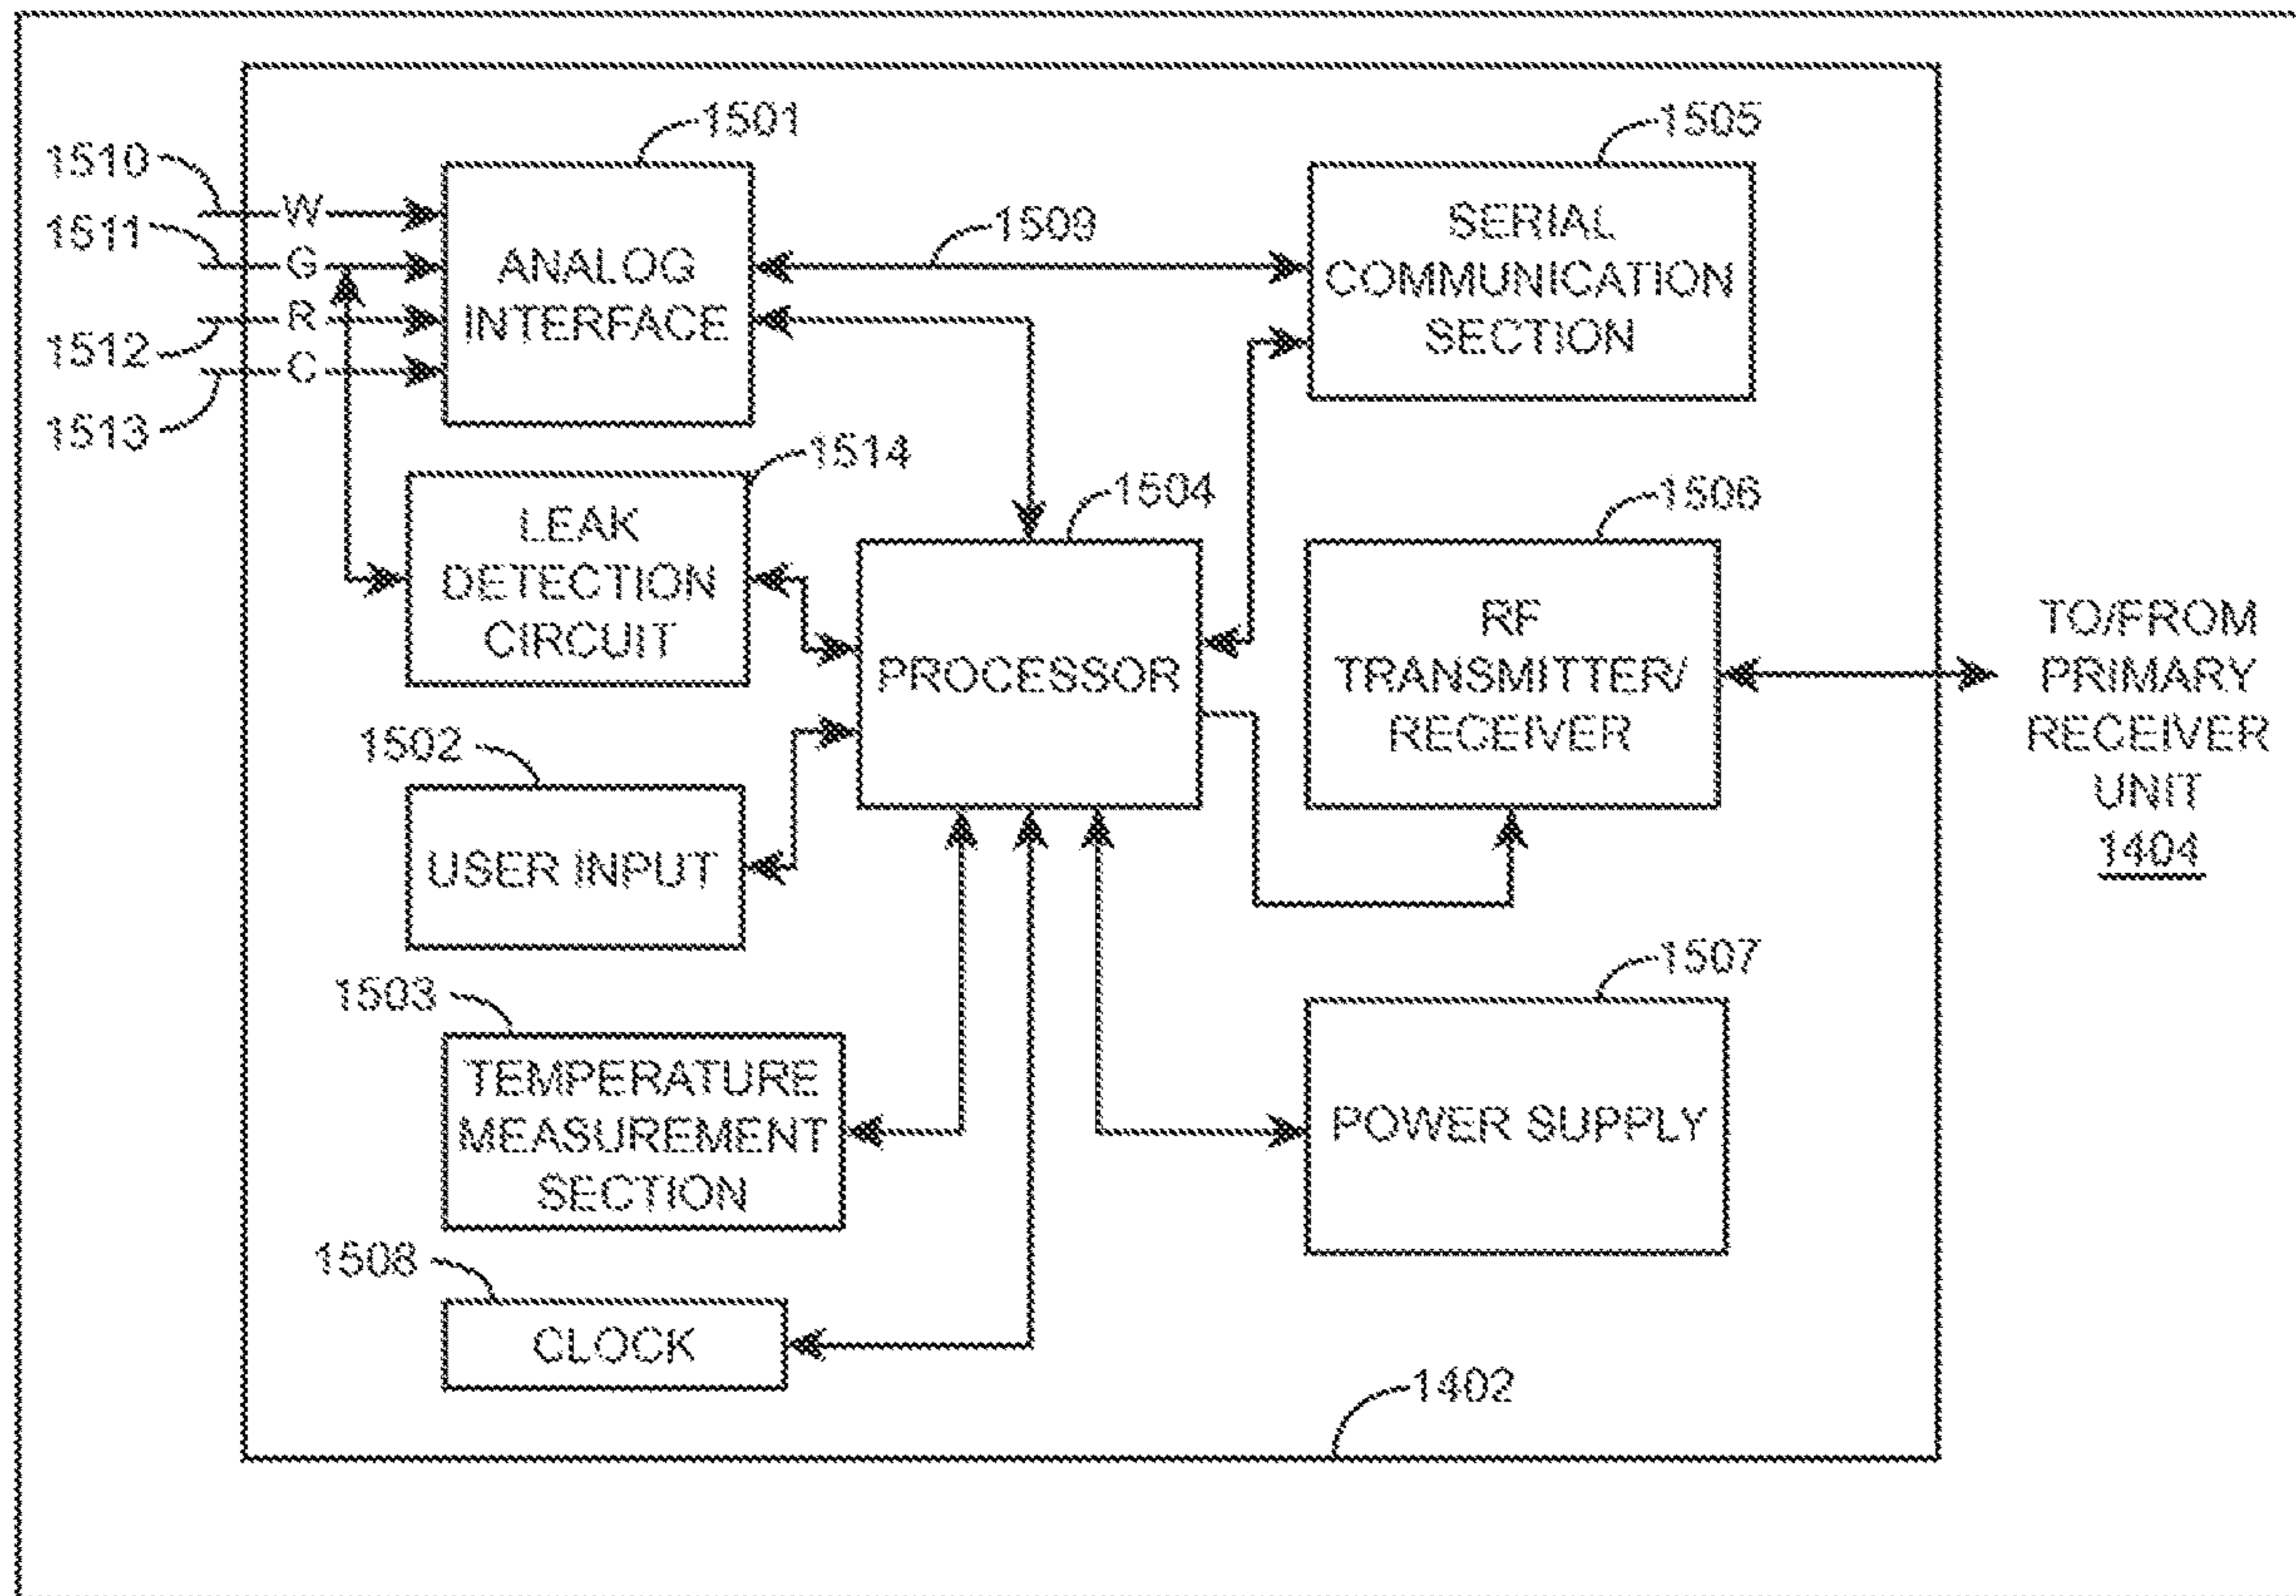 1501
1505
1510
W
1511
G
1509
R
1512
C
1513
ANALOG
INTERFACE
SERIAL
COMMUNICATION
SECTION
1514
LEAK
DETECTION
CIRCUIT
1504
PROCESSOR
1506
RF
TRANSMITTER/
RECEIVER
TO/FROM
PRIMARY
RECEIVER
UNIT
1404
1502
USER INPUT
1503
TEMPERATURE
MEASUREMENT
SECTION
1507
POWER SUPPLY
1508
CLOCK
1402